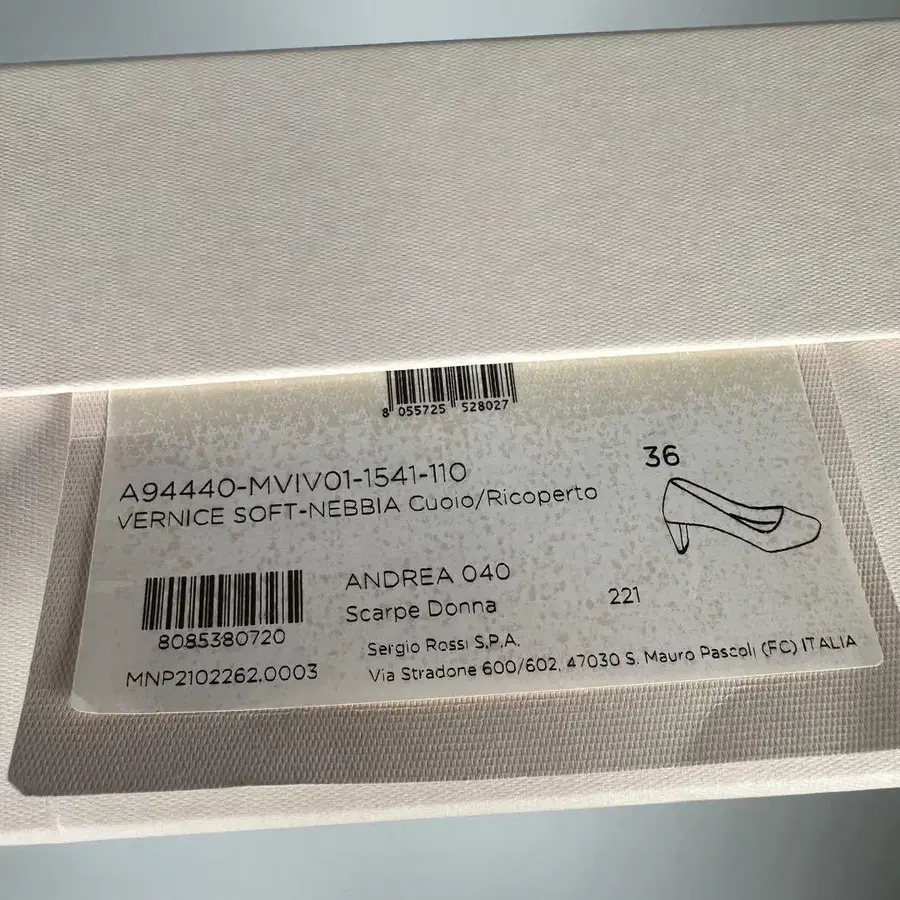 8 055725 528027
A94440-MVIV01-1541-110
36
VERNICE SOFT-NEBBIA Cuoio/Ricoperto
ANDREA 040
Scarpe Donna
221
8085380720
Sergio Rossi S.P.A.
MNP2102262.0003
Via Stradone 600/602, 47030 S. Mauro Pascoli (FC) ITALIA